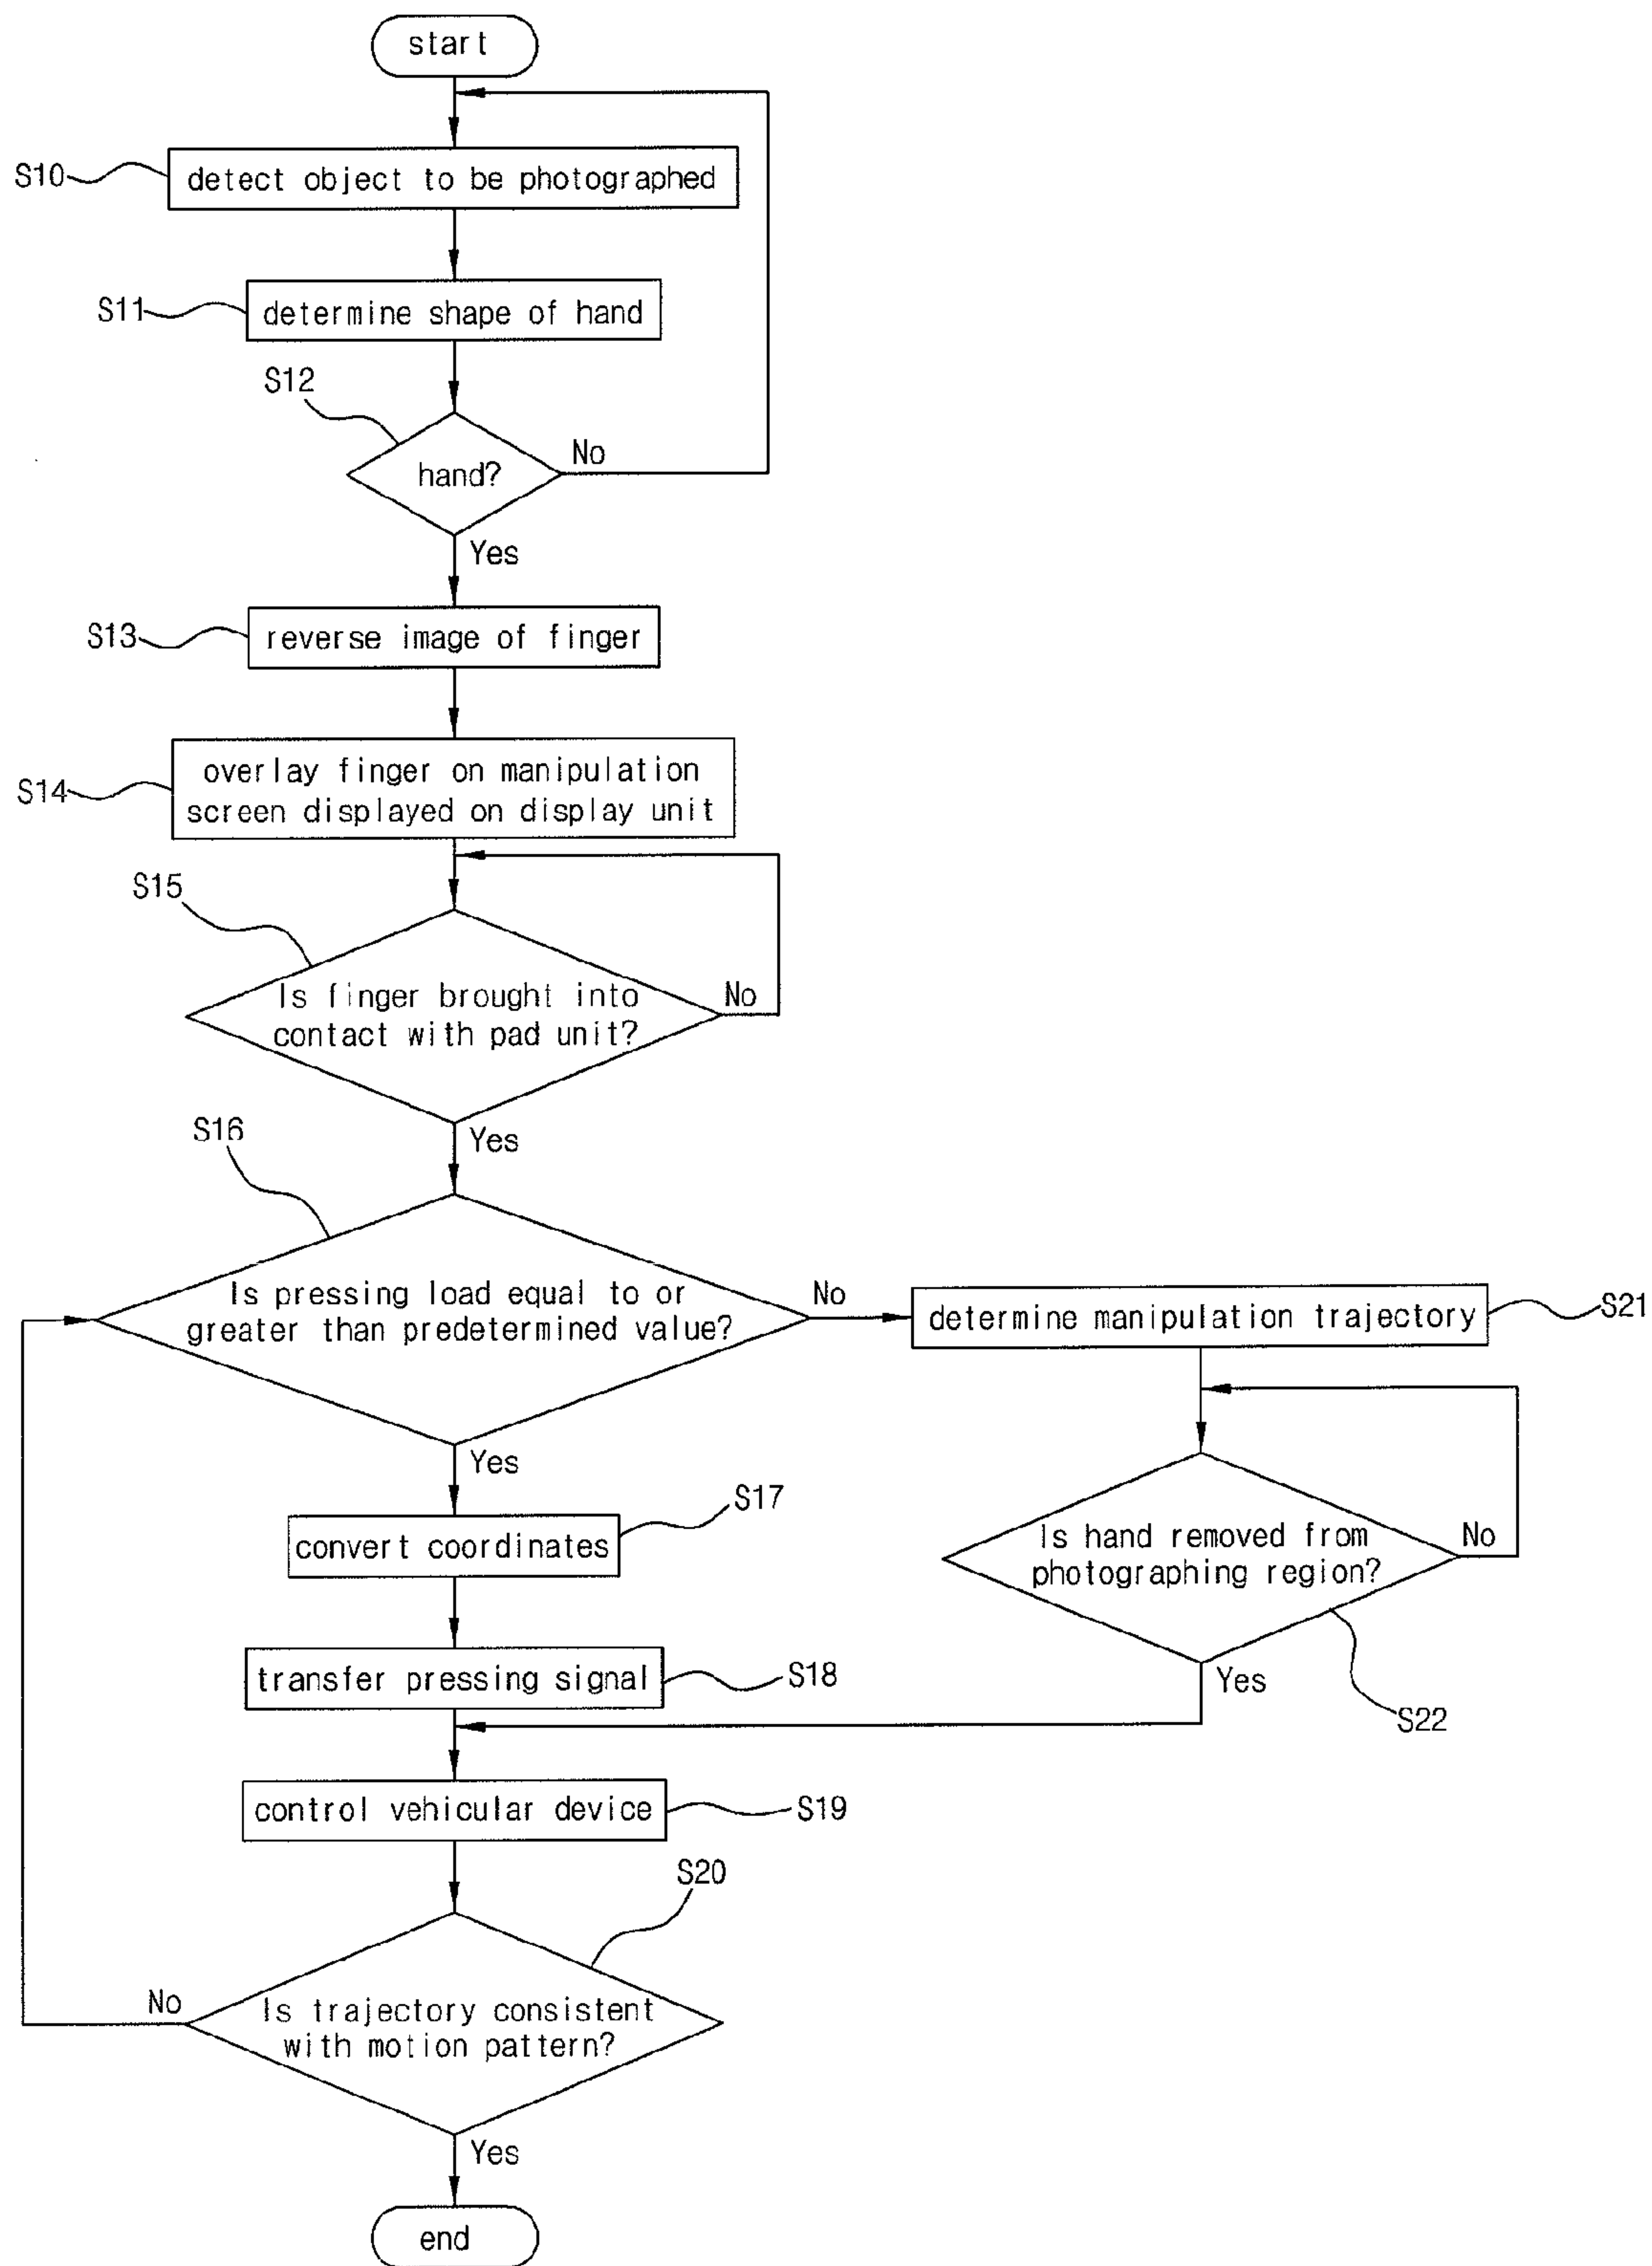 start
S10
detect object to be photographed
S11
determine shape of hand
S12
hand?
No
Yes
S13
reverse image of finger
S14
overlay finger on manipulation
screen displayed on display unit
S15
Is finger brought into
contact with pad unit?
No
Yes
S16
Is pressing load equal to or
greater than predetermined value?
No
determine manipulation trajectory
S21
Yes
S17
convert coordinates
Is hand removed from
photographing region?
No
transfer pressing signal
S18
Yes
S22
control vehicular device
S19
S20
No
Is trajectory consistent
with motion pattern?
Yes
end